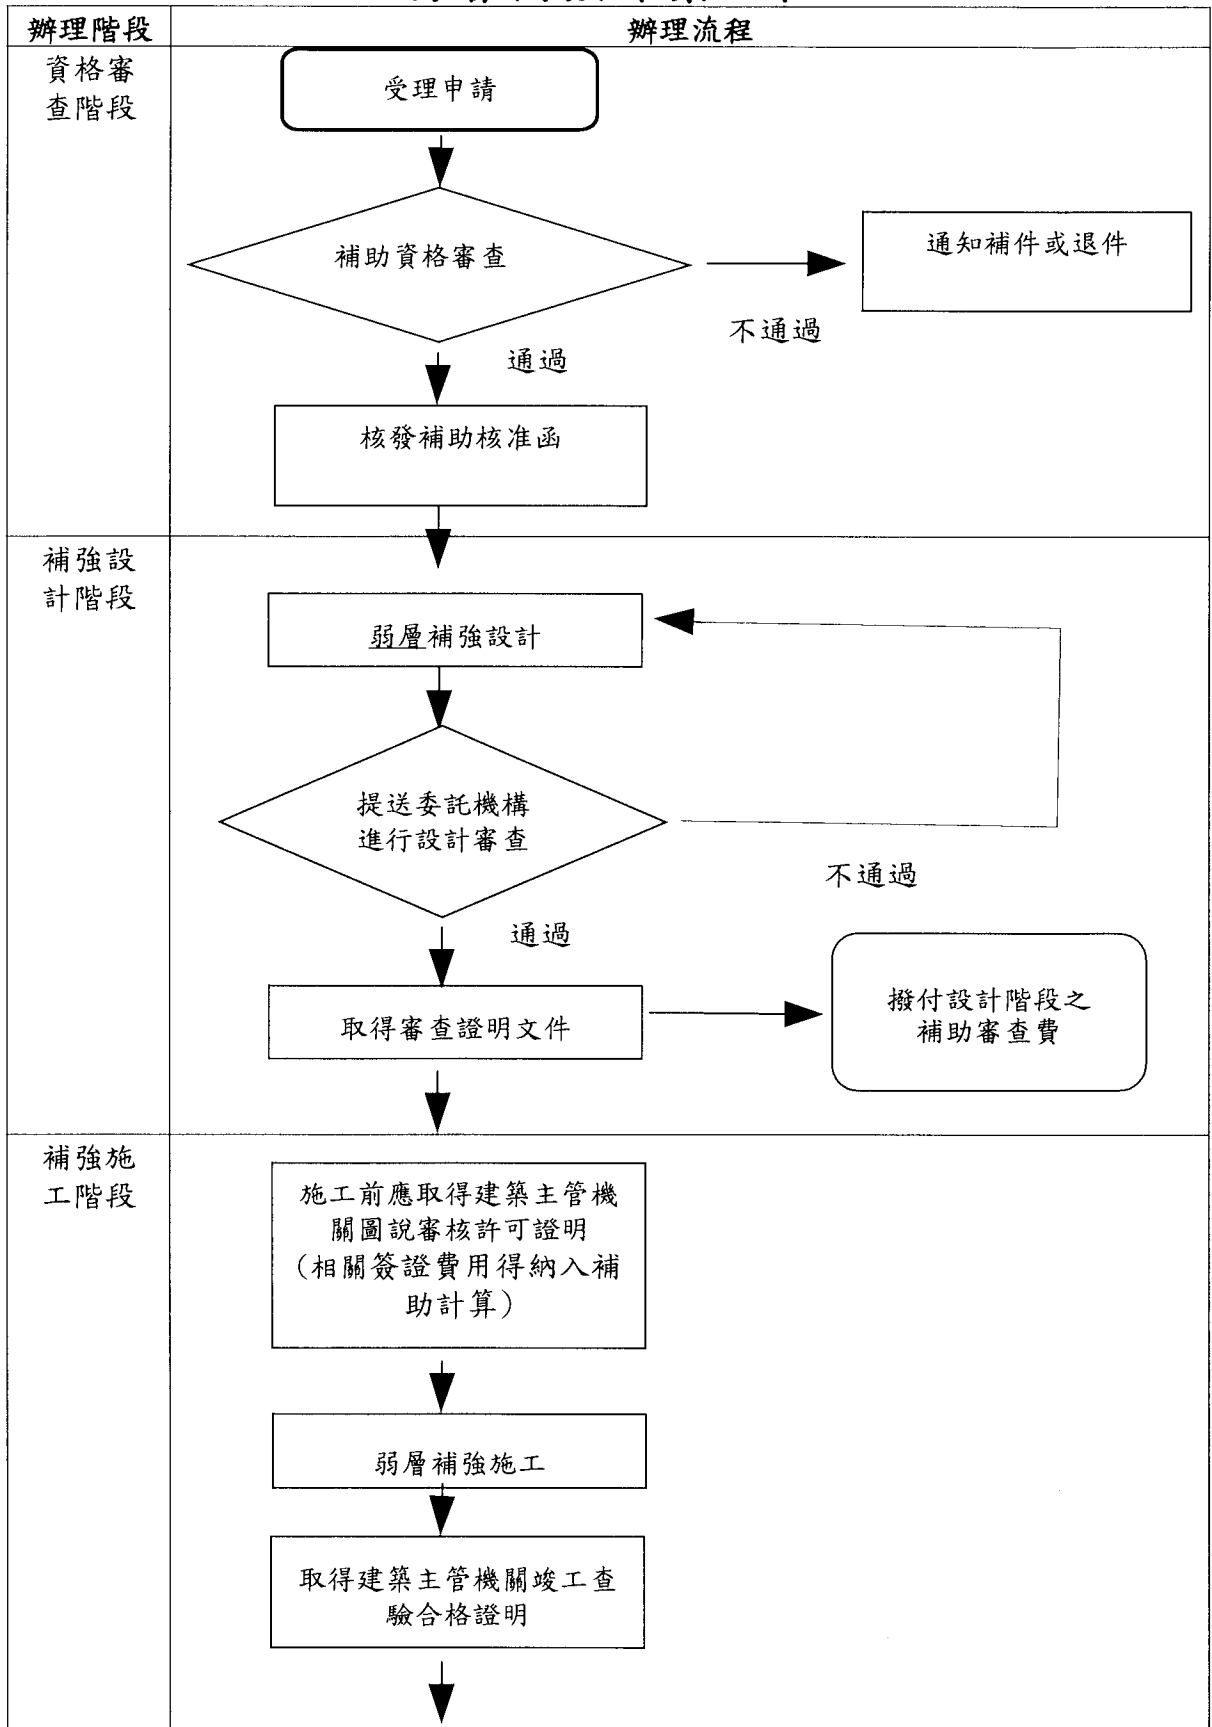 辦理階段
辦理流程
資格審
查階段
受理申請
補助資格審查
通知補件或退件
不通過
通過
核發補助核准函
補強設
計階段
弱層補強設計
提送委託機構
進行設計審查
不通過
通過
取得審查證明文件
撥付設計階段之
補助審查費
補強施
工階段
施工前應取得建築主管機
關圖說審核許可證明
(相關簽證費用得納入補
助計算)
弱層補強施工
取得建築主管機關竣工查
驗合格證明